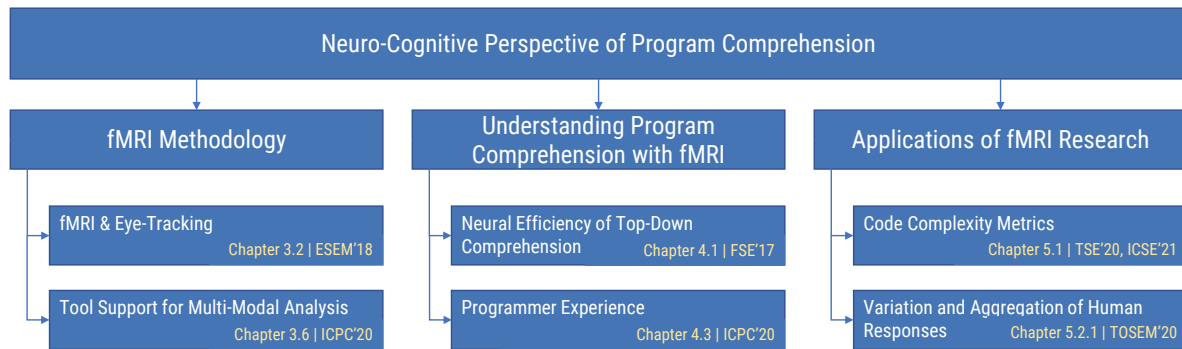 Neuro-Cognitive Perspective of Program Comprehension
fMRI Methodology
fMRI & Eye-Tracking
Chapter 3.2 | ESEM’18
Tool Support for Multi-Modal Analysis
Chapter 3.6 | ICPC’20
Understanding Program
Comprehension with fMRI
Neural Efficiency of Top-Down
Comprehension
Chapter 4.1 | FSE’17
Programmer Experience
Chapter 4.3 | ICPC’20
Applications of fMRI Research
Code Complexity Metrics
Chapter 5.1 | TSE’20, ICSE’21
Variation and Aggregation of Human
Responses
Chapter 5.2.1 | TOSEM’20